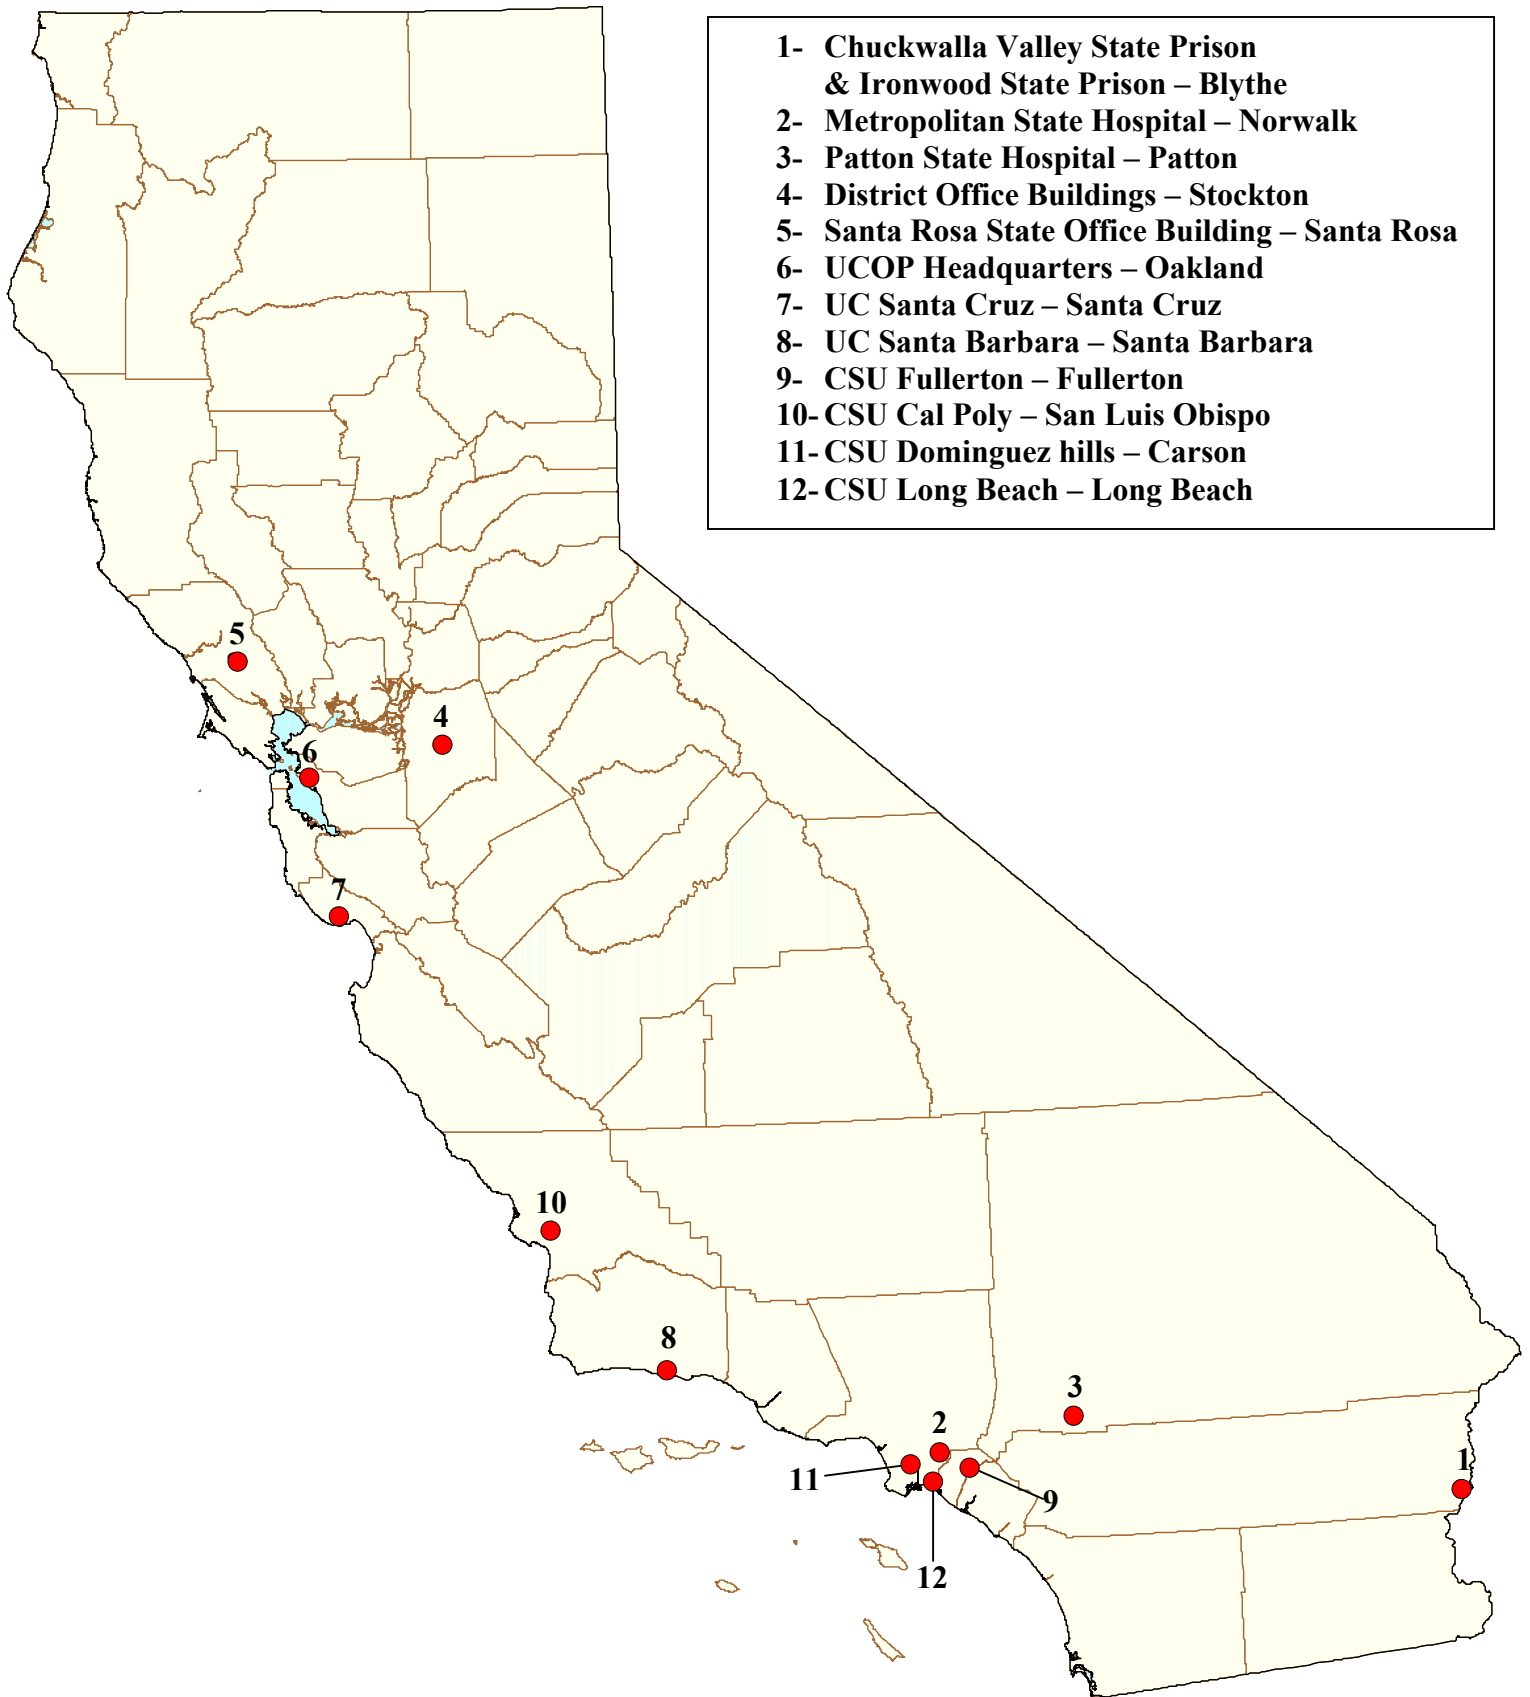 1- Chuckwalla Valley State Prison
& Ironwood State Prison – Blythe
2- Metropolitan State Hospital – Norwalk
3- Patton State Hospital – Patton
4- District Office Buildings – Stockton
5- Santa Rosa State Office Building – Santa Rosa
6- UCOP Headquarters – Oakland
7- UC Santa Cruz – Santa Cruz
8- UC Santa Barbara – Santa Barbara
9- CSU Fullerton – Fullerton
10- CSU Cal Poly – San Luis Obispo
11- CSU Dominguez hills – Carson
12- CSU Long Beach – Long Beach
5
4
6
7
10
8
3
2
1
11
9
12